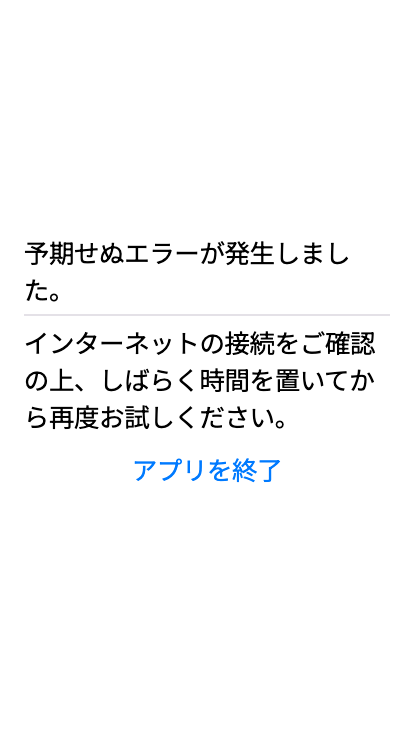 予期せぬエラーが発生しまし
た。
インターネットの接続をご確認
の上、しばらく時間を置いてか
ら再度お試しください。
アプリを終了